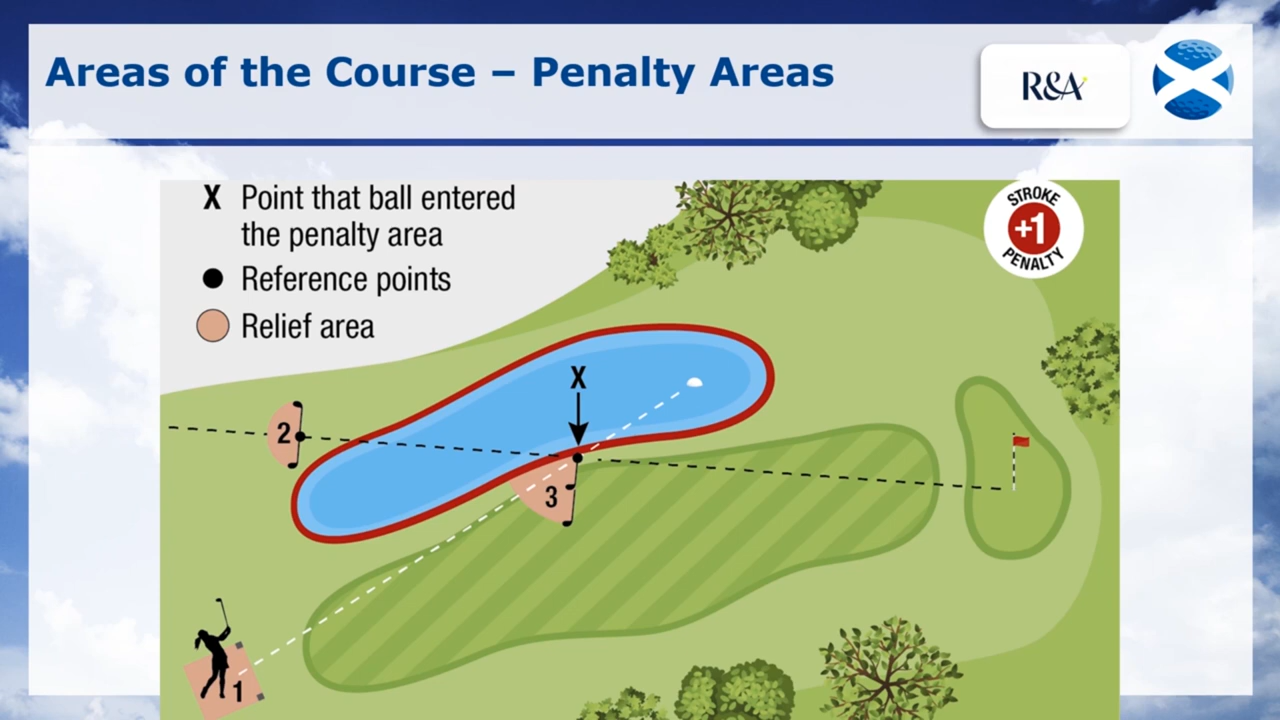 Areas of the Course – Penalty Areas
R&A
X Point that ball entered
the penalty area
Reference points
Relief area
STROKE
+1
PENALTY
X
2
3
1